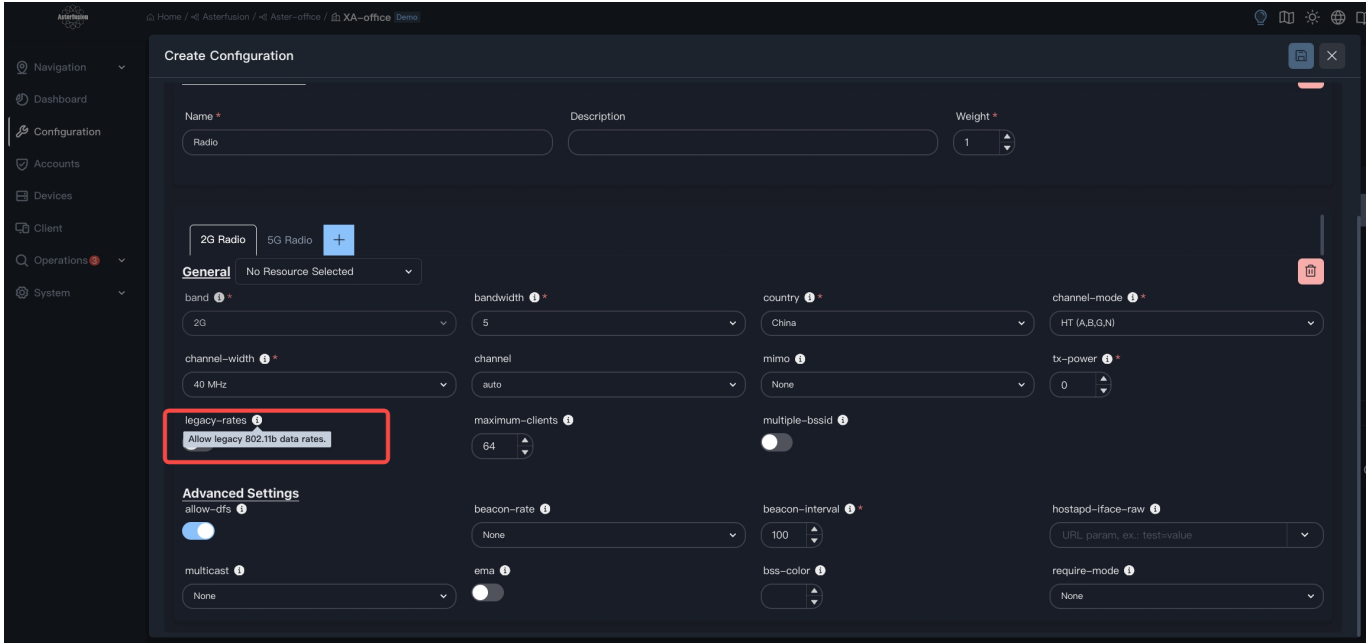 Asterfusion
Home / Asterfusion / Aster-office / XA-office Demo
Create Configuration
Navigation
Dashboard
Configuration
Accounts
Devices
Client
Operations 3
System
Name * Description Weight *
Radio 1
2G Radio 5G Radio +
General No Resource Selected
band * bandwidth * country * channel-mode *
2G 5 China HT (A,B,G,N)
channel-width * channel mimo tx-power *
40 MHz auto None 0
legacy-rates maximum-clients multiple-bssid
Allow legacy 802.11b data rates. 64
Advanced Settings
allow-dfs beacon-rate beacon-interval * hostapd-iface-raw
None 100 URL param, ex.: test=value
multicast ema bss-color require-mode
None None